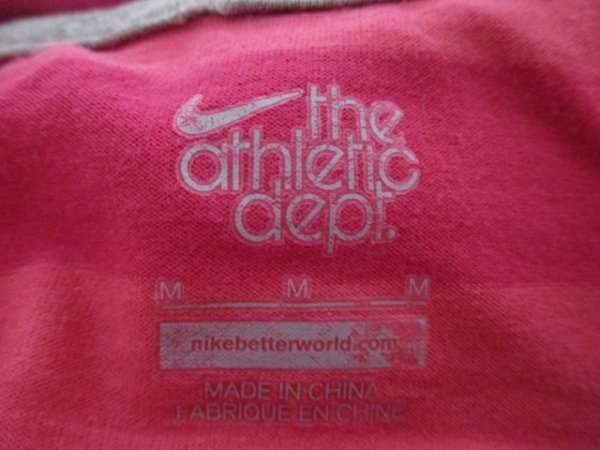 the
athletic
dept.
M M M
nikebetterworld.com
MADE IN CHINA
FABRIQUE EN CHINE